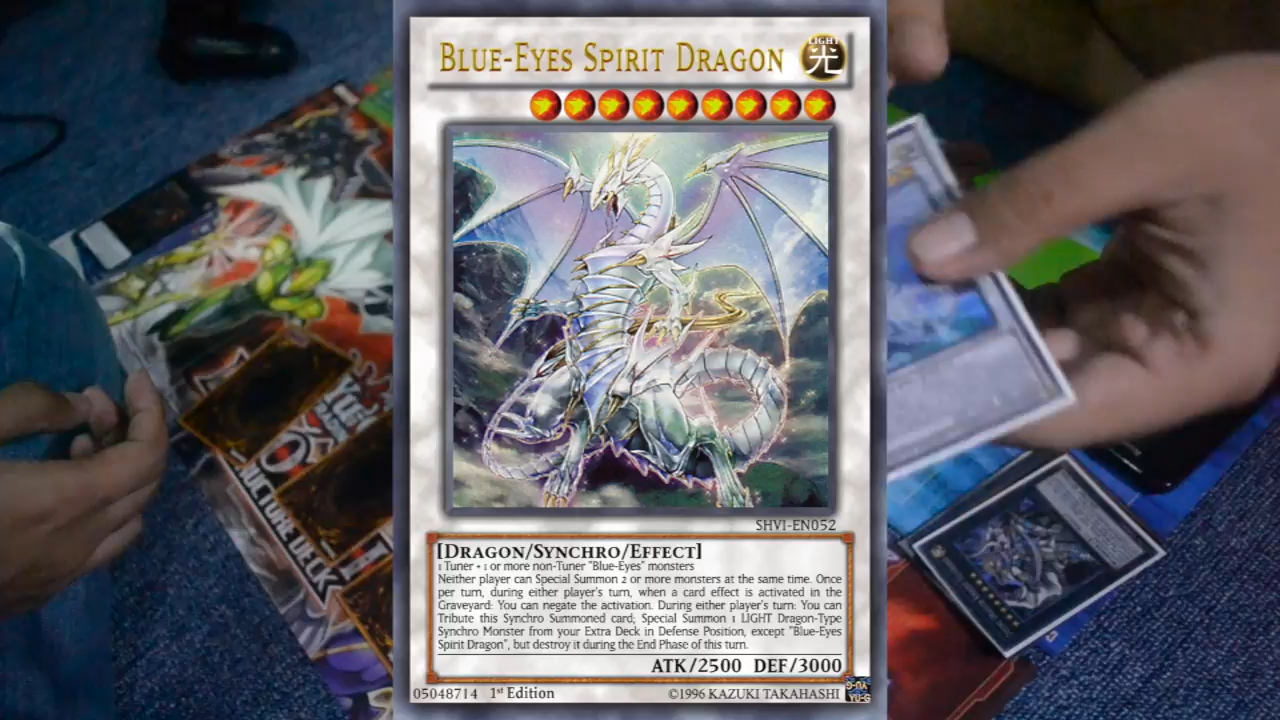 BLUE-EYES SPIRIT DRAGON
LIGHT
光
SHVI-EN052
[DRAGON/SYNCHRO/EFFECT]
1 Tuner + 1 or more non-Tuner "Blue-Eyes" monsters
Neither player can Special Summon 2 or more monsters at the same time. Once
per turn, during either player's turn, when a card effect is activated in the
Graveyard: You can negate the activation. During either player's turn: You can
Tribute this Synchro Summoned card; Special Summon 1 LIGHT Dragon-Type
Synchro Monster from your Extra Deck in Defense Position, except "Blue-Eyes
Spirit Dragon", but destroy it during the End Phase of this turn.
ATK/2500 DEF/3000
05048714 1st Edition ©1996 KAZUKI TAKAHASHI
DECK